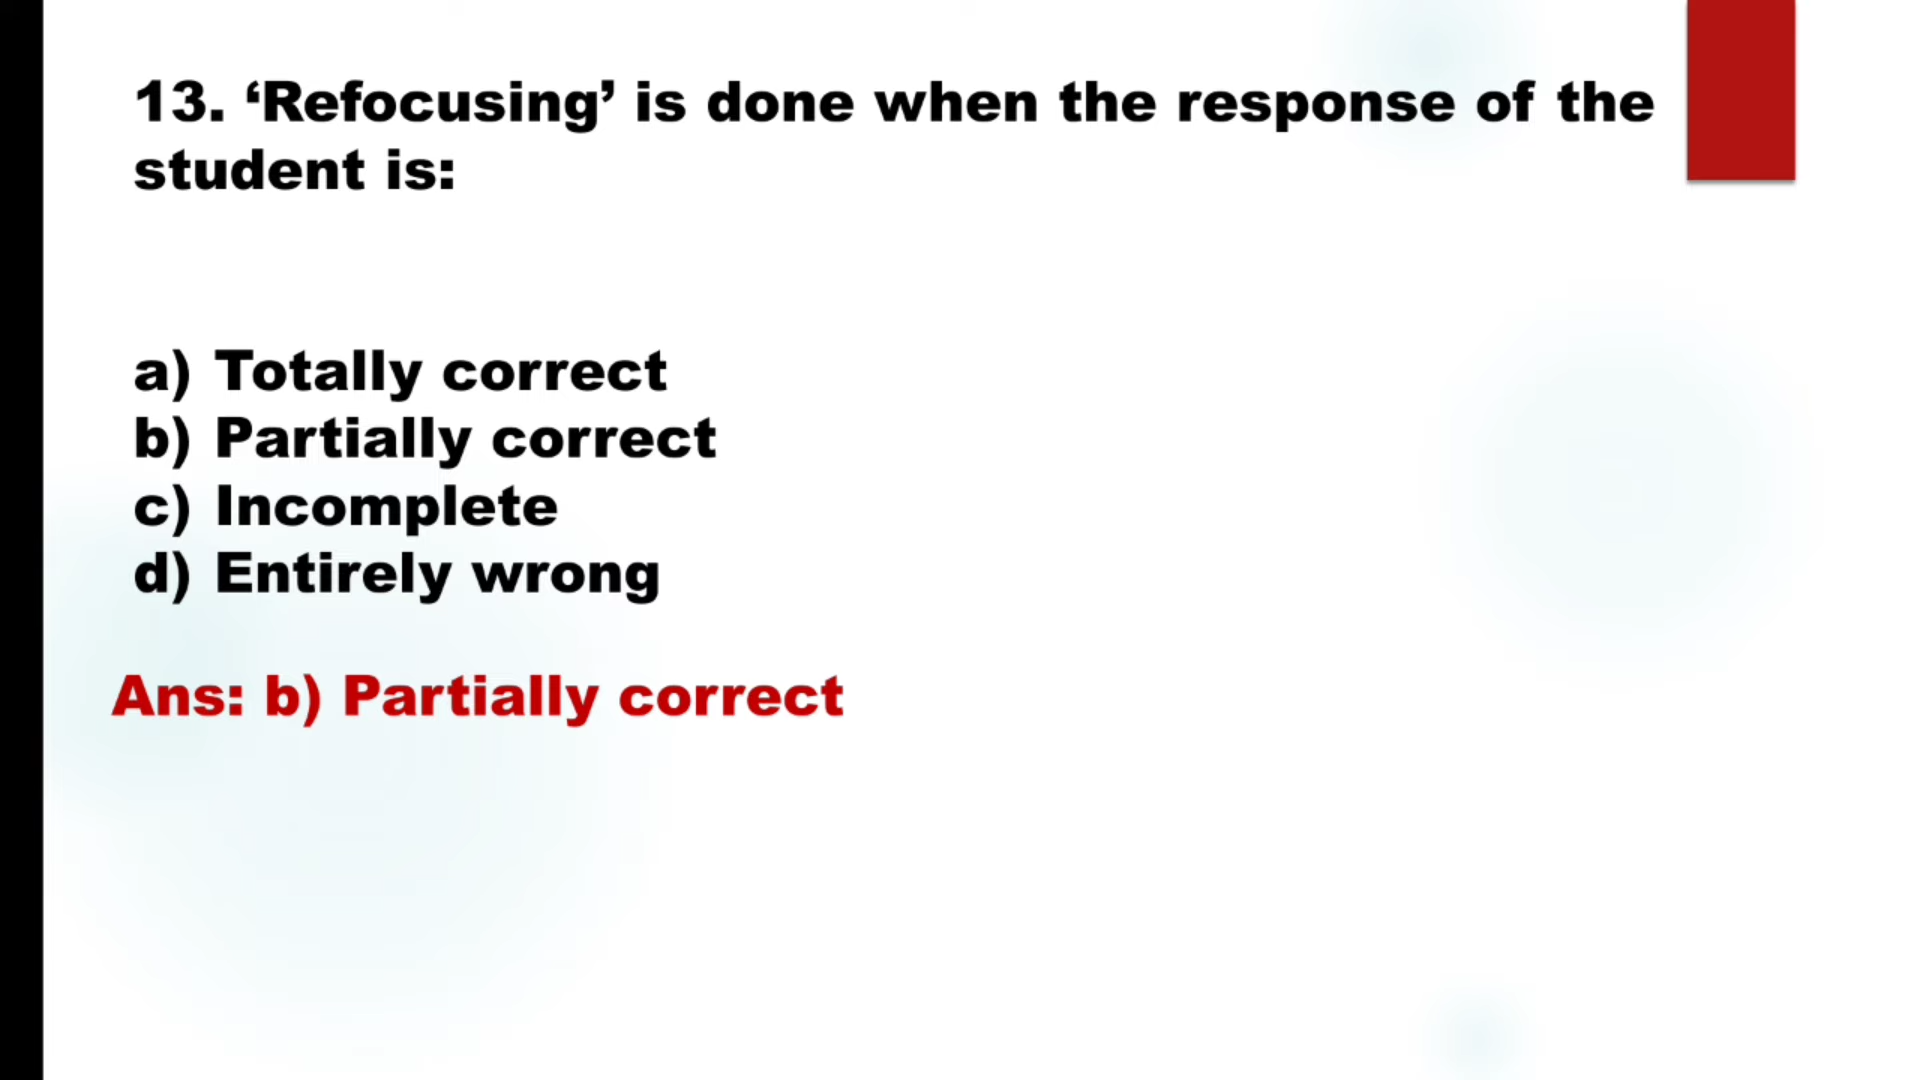 13. ‘Refocusing’ is done when the response of the
student is:
a) Totally correct
b) Partially correct
c) Incomplete
d) Entirely wrong
Ans: b) Partially correct